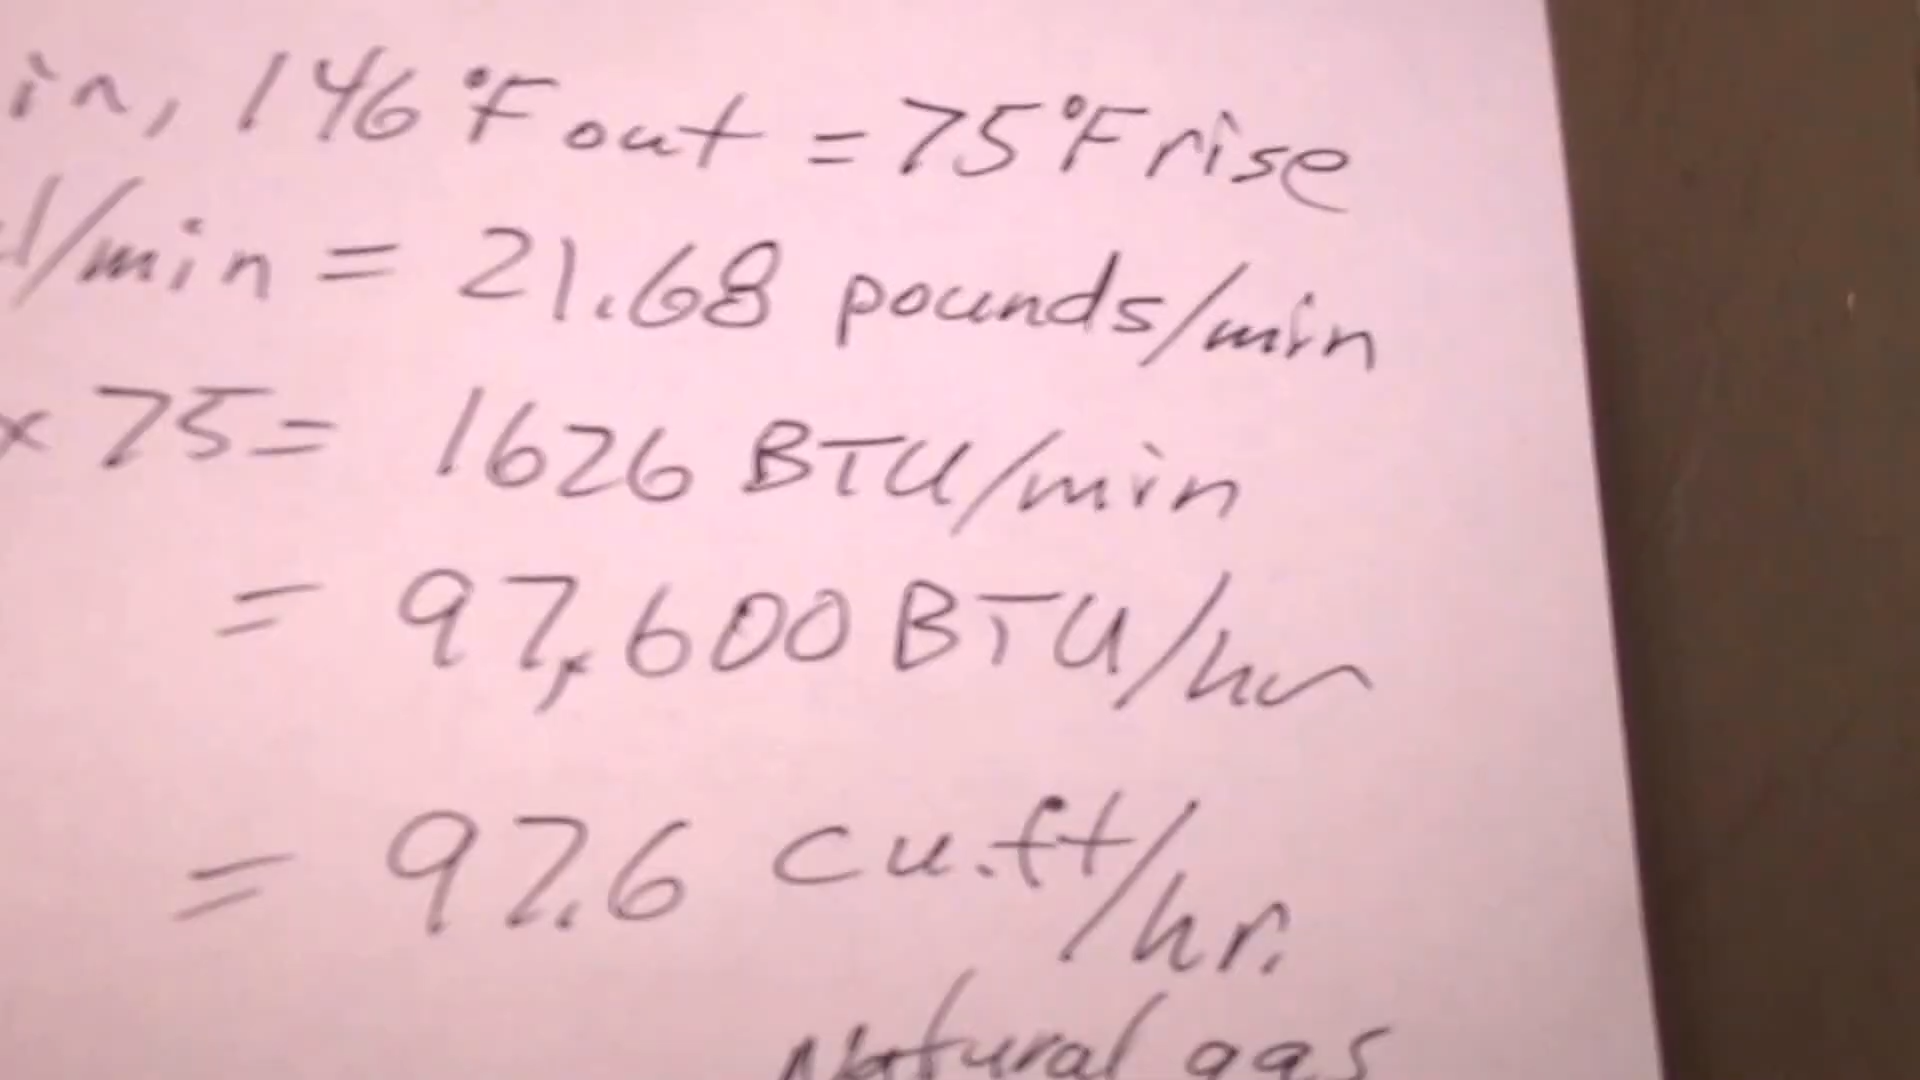 in, 146°F out = 75°F rise
l/min = 21.68 pounds/min
x 75 = 1626 BTU/min
= 97,600 BTU/hr
= 97.6 cu.ft/hr.
Natural gas